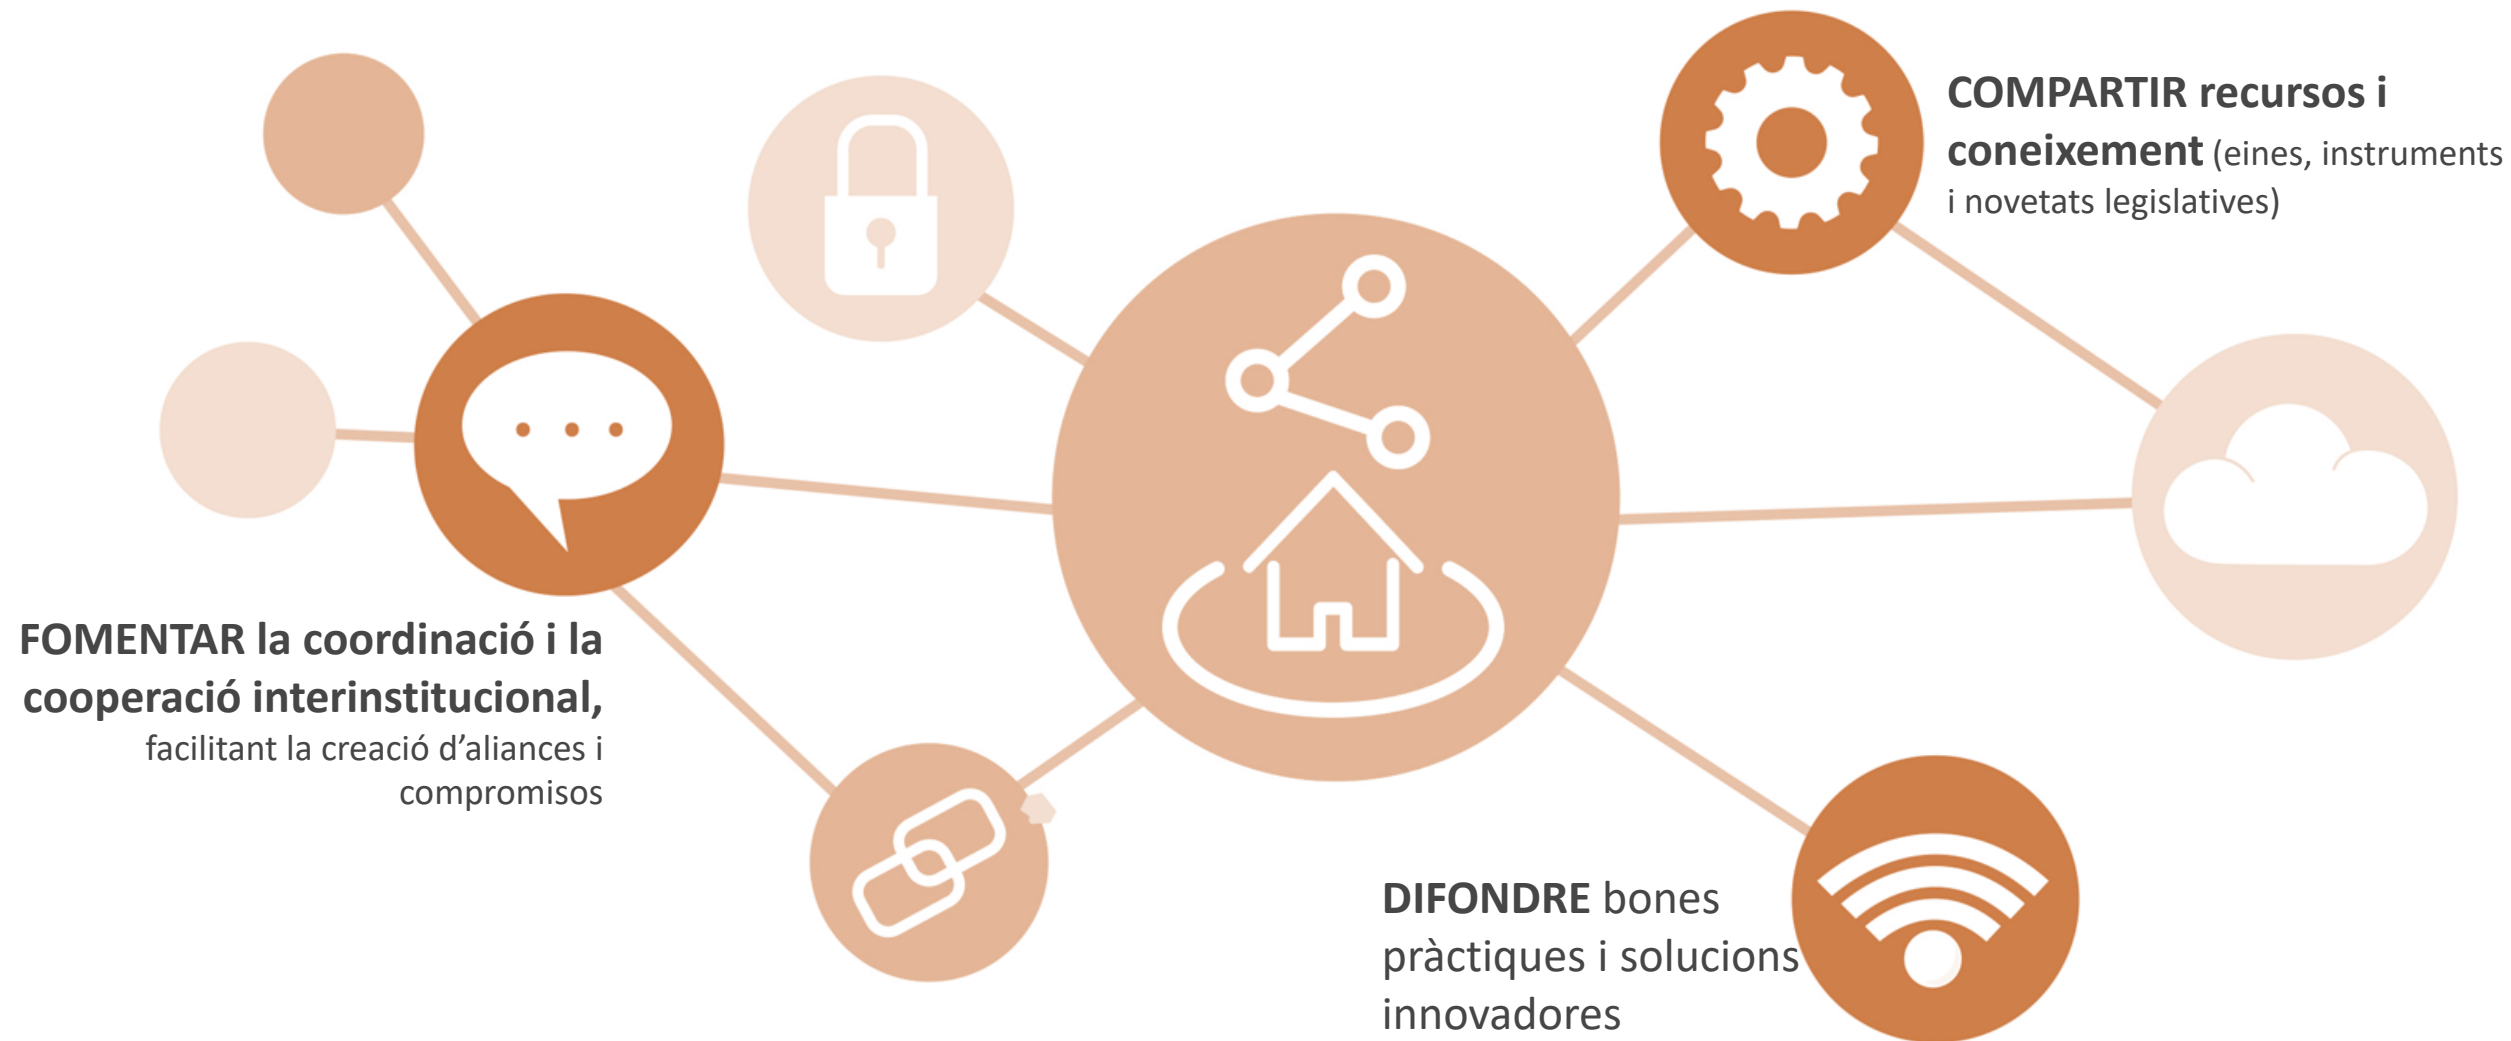 COMPARTIR recursos i
coneixement (eines, instruments
i novetats legislatives)
FOMENTAR la coordinació i la
cooperació interinstitucional,
facilitant la creació d’aliances i
compromisos
DIFONDRE bones
pràctiques i solucions
innovadores